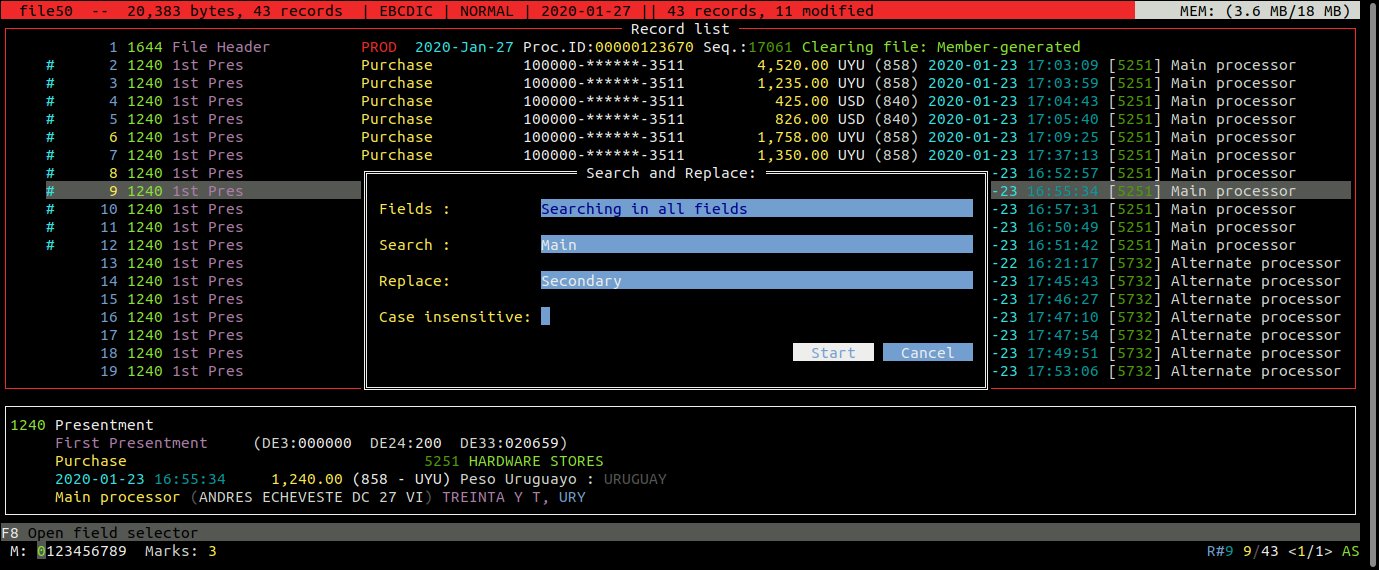 file50  --  20,383 bytes, 43 records  | EBCDIC | NORMAL | 2020-01-27 || 43 records, 11 modified  MEM: (3.6 MB/18 MB)
Record list
1 1644 File Header  PROD  2020-Jan-27 Proc.ID:00000123670 Seq.:17061 Clearing file: Member-generated
# 2 1240 1st Pres  Purchase  100000-******-3511  4,520.00 UYU (858) 2020-01-23 17:03:09 [5251] Main processor
# 3 1240 1st Pres  Purchase  100000-******-3511  1,235.00 UYU (858) 2020-01-23 17:03:59 [5251] Main processor
# 4 1240 1st Pres  Purchase  100000-******-3511  425.00 USD (840) 2020-01-23 17:04:43 [5251] Main processor
# 5 1240 1st Pres  Purchase  100000-******-3511  826.00 USD (840) 2020-01-23 17:05:40 [5251] Main processor
# 6 1240 1st Pres  Purchase  100000-******-3511  1,758.00 UYU (858) 2020-01-23 17:09:25 [5251] Main processor
# 7 1240 1st Pres  Purchase  100000-******-3511  1,350.00 UYU (858) 2020-01-23 17:37:13 [5251] Main processor
# 8 1240 1st Pres  Search and Replace:  -23 16:52:57 [5251] Main processor
# 9 1240 1st Pres  -23 16:55:34 [5251] Main processor
# 10 1240 1st Pres  Fields : Searching in all fields  -23 16:57:31 [5251] Main processor
# 11 1240 1st Pres  -23 16:50:49 [5251] Main processor
# 12 1240 1st Pres  Search : Main  -23 16:51:42 [5251] Main processor
13 1240 1st Pres  -22 16:21:17 [5732] Alternate processor
14 1240 1st Pres  Replace: Secondary  -23 17:45:43 [5732] Alternate processor
15 1240 1st Pres  -23 17:46:27 [5732] Alternate processor
16 1240 1st Pres  Case insensitive:  -23 17:47:10 [5732] Alternate processor
17 1240 1st Pres  -23 17:47:54 [5732] Alternate processor
18 1240 1st Pres  Start  Cancel  -23 17:49:51 [5732] Alternate processor
19 1240 1st Pres  -23 17:53:06 [5732] Alternate processor
1240 Presentment
First Presentment  (DE3:000000  DE24:200  DE33:020659)
Purchase  5251 HARDWARE STORES
2020-01-23 16:55:34  1,240.00 (858 - UYU) Peso Uruguayo : URUGUAY
Main processor (ANDRES ECHEVESTE DC 27 VI) TREINTA Y T, URY
F8 Open field selector
M: 0123456789  Marks: 3  R#9 9/43 <1/1> AS